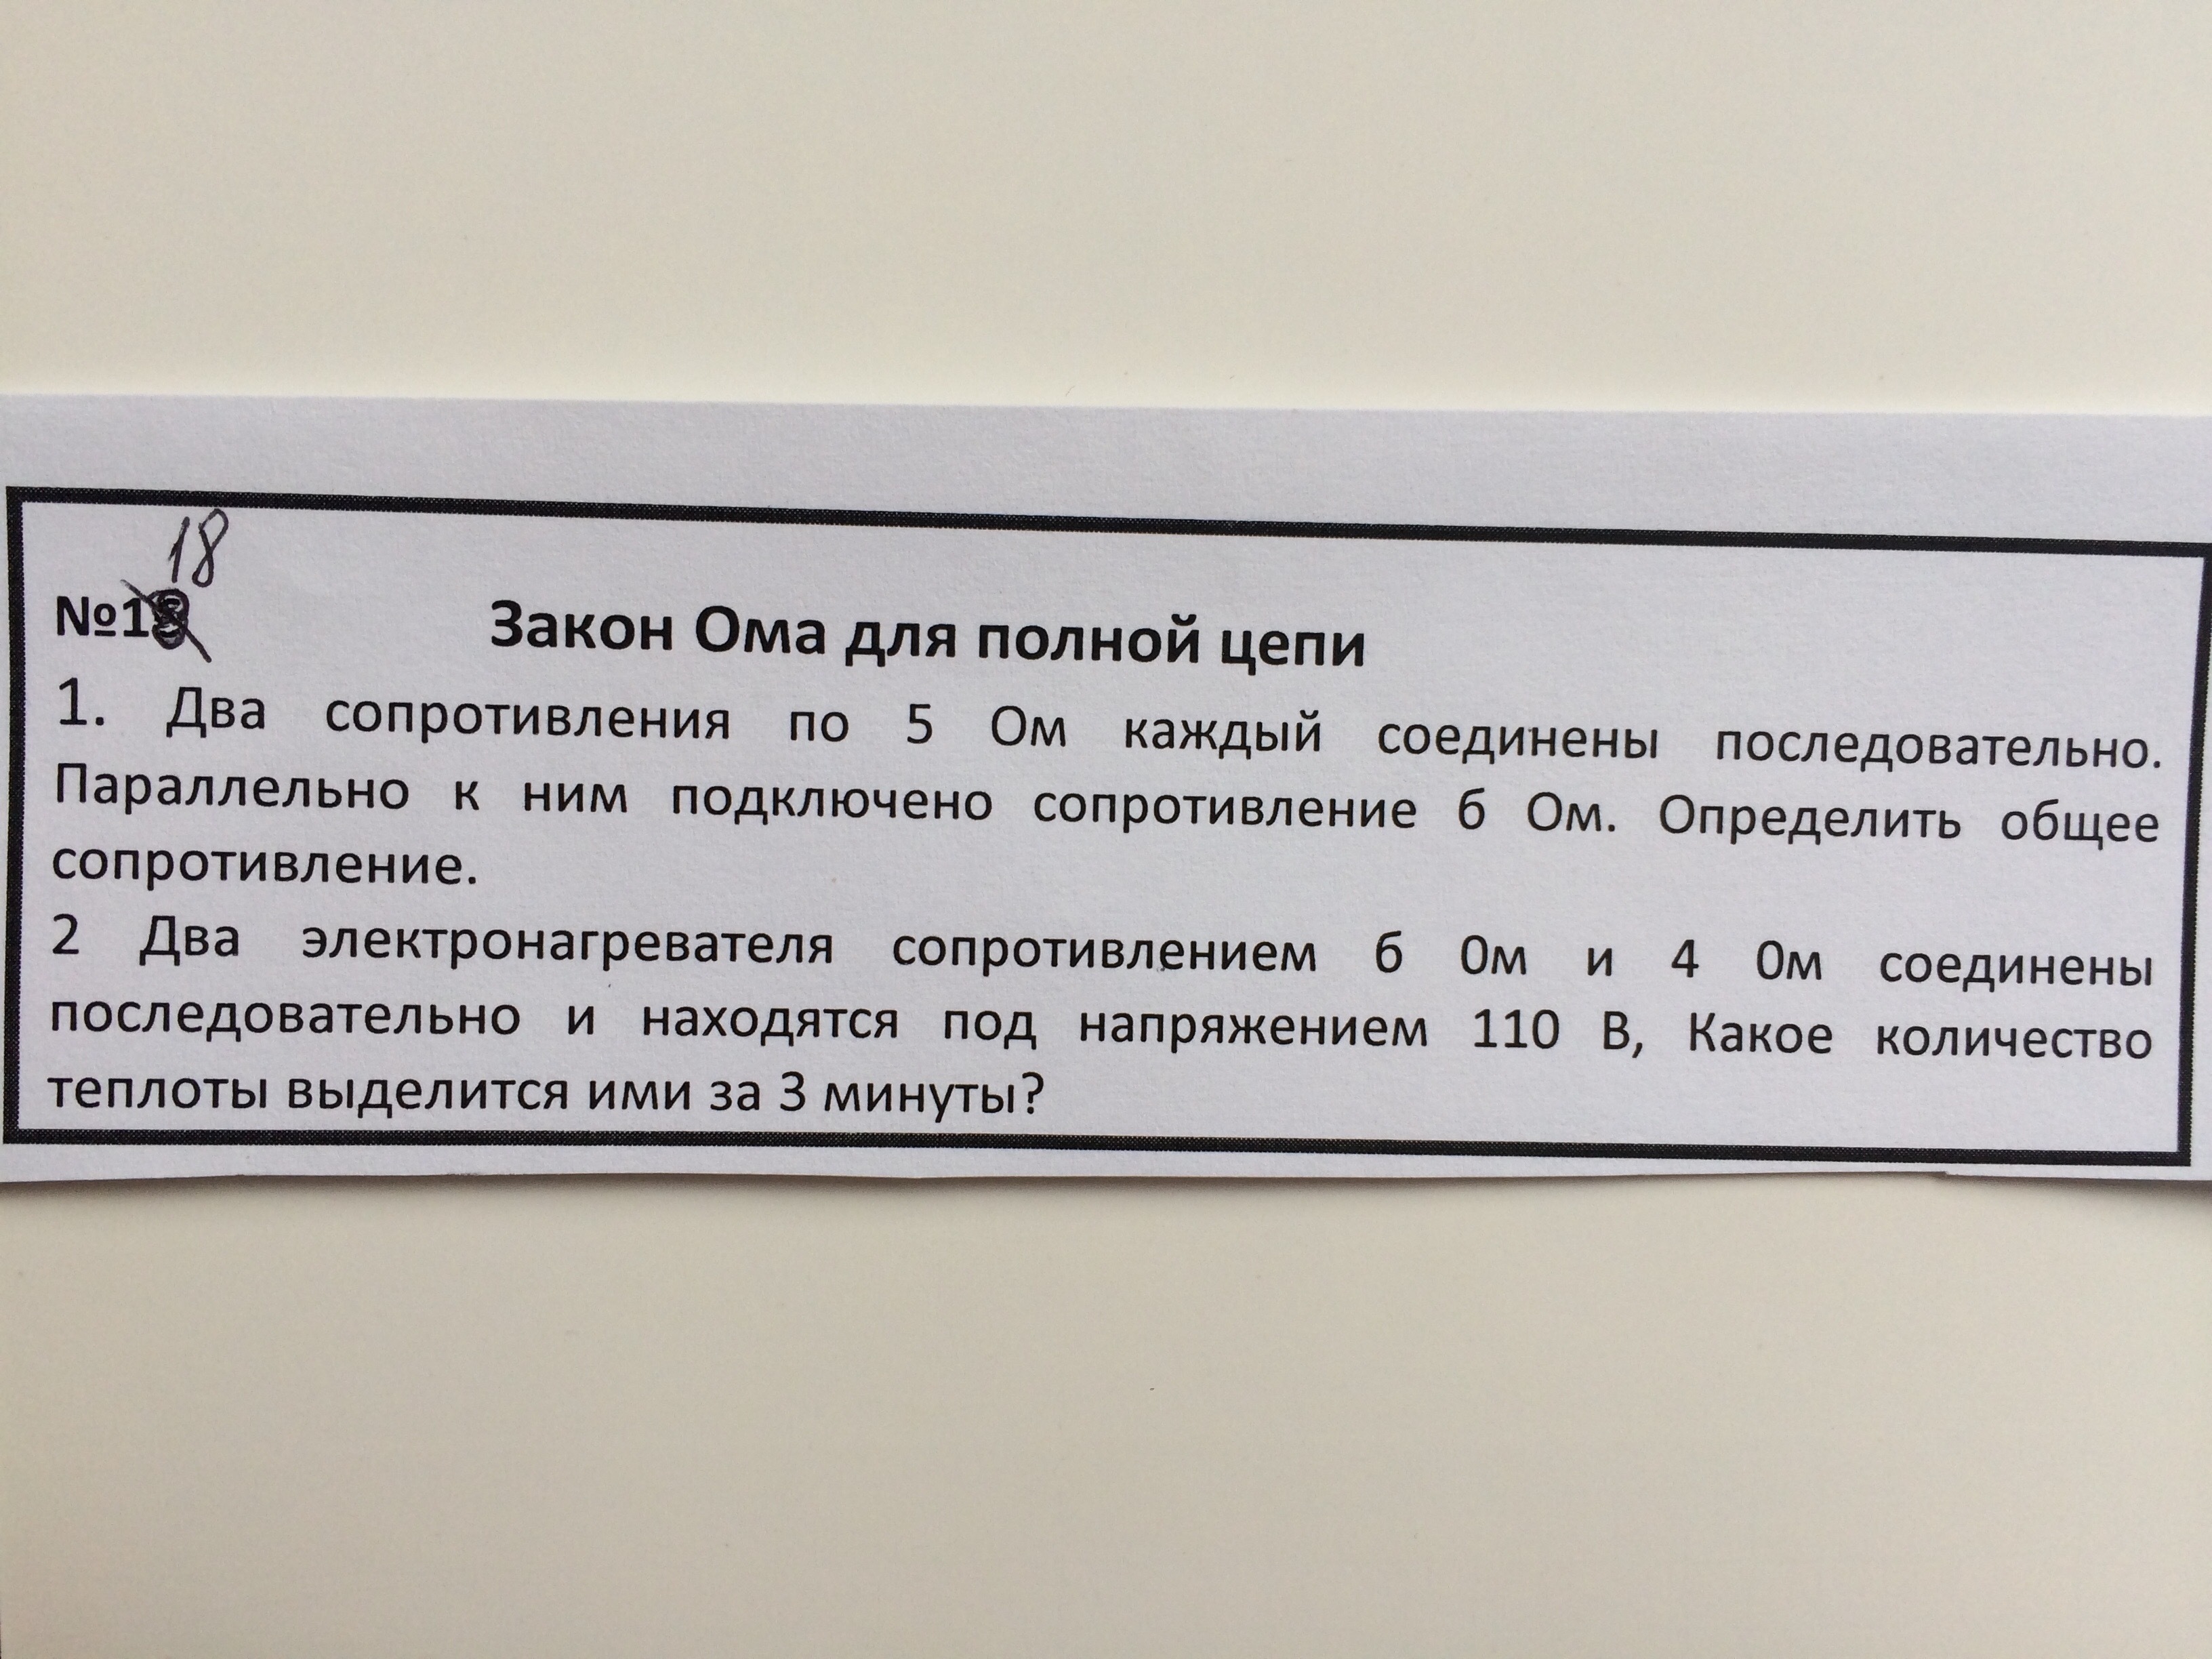 18
№1
Закон Ома для полной цепи
1. Два сопротивления по 5 Ом каждый соединены последовательно.
Параллельно к ним подключено сопротивление 6 Ом. Определить общее
сопротивление.
2 Два электронагревателя сопротивлением 6 0м и 4 0м соединены
последовательно и находятся под напряжением 110 В, Какое количество
теплоты выделится ими за 3 минуты?